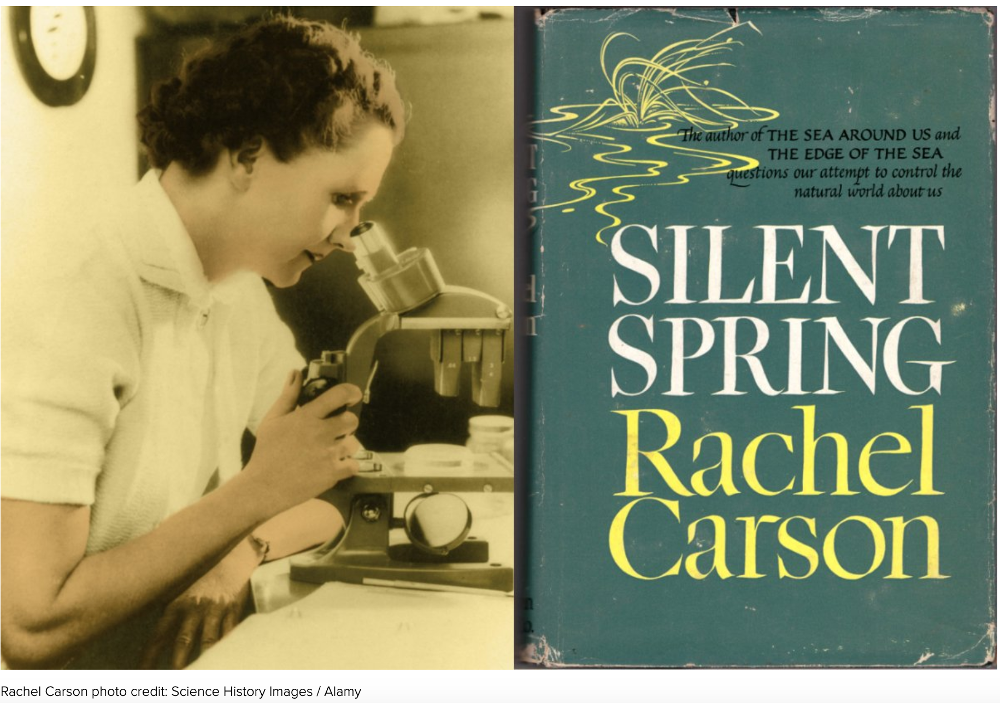 The author of THE SEA AROUND US and
THE EDGE OF THE SEA
questions our attempt to control the
natural world about us
SILENT
SPRING
Rachel
Carson
Rachel Carson photo credit: Science History Images / Alamy